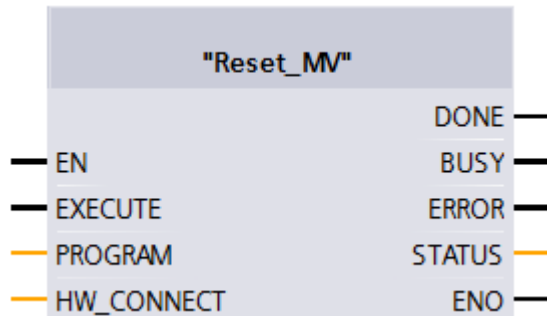 "Reset_MV"
DONE
EN BUSY
EXECUTE ERROR
PROGRAM STATUS
HW_CONNECT ENO